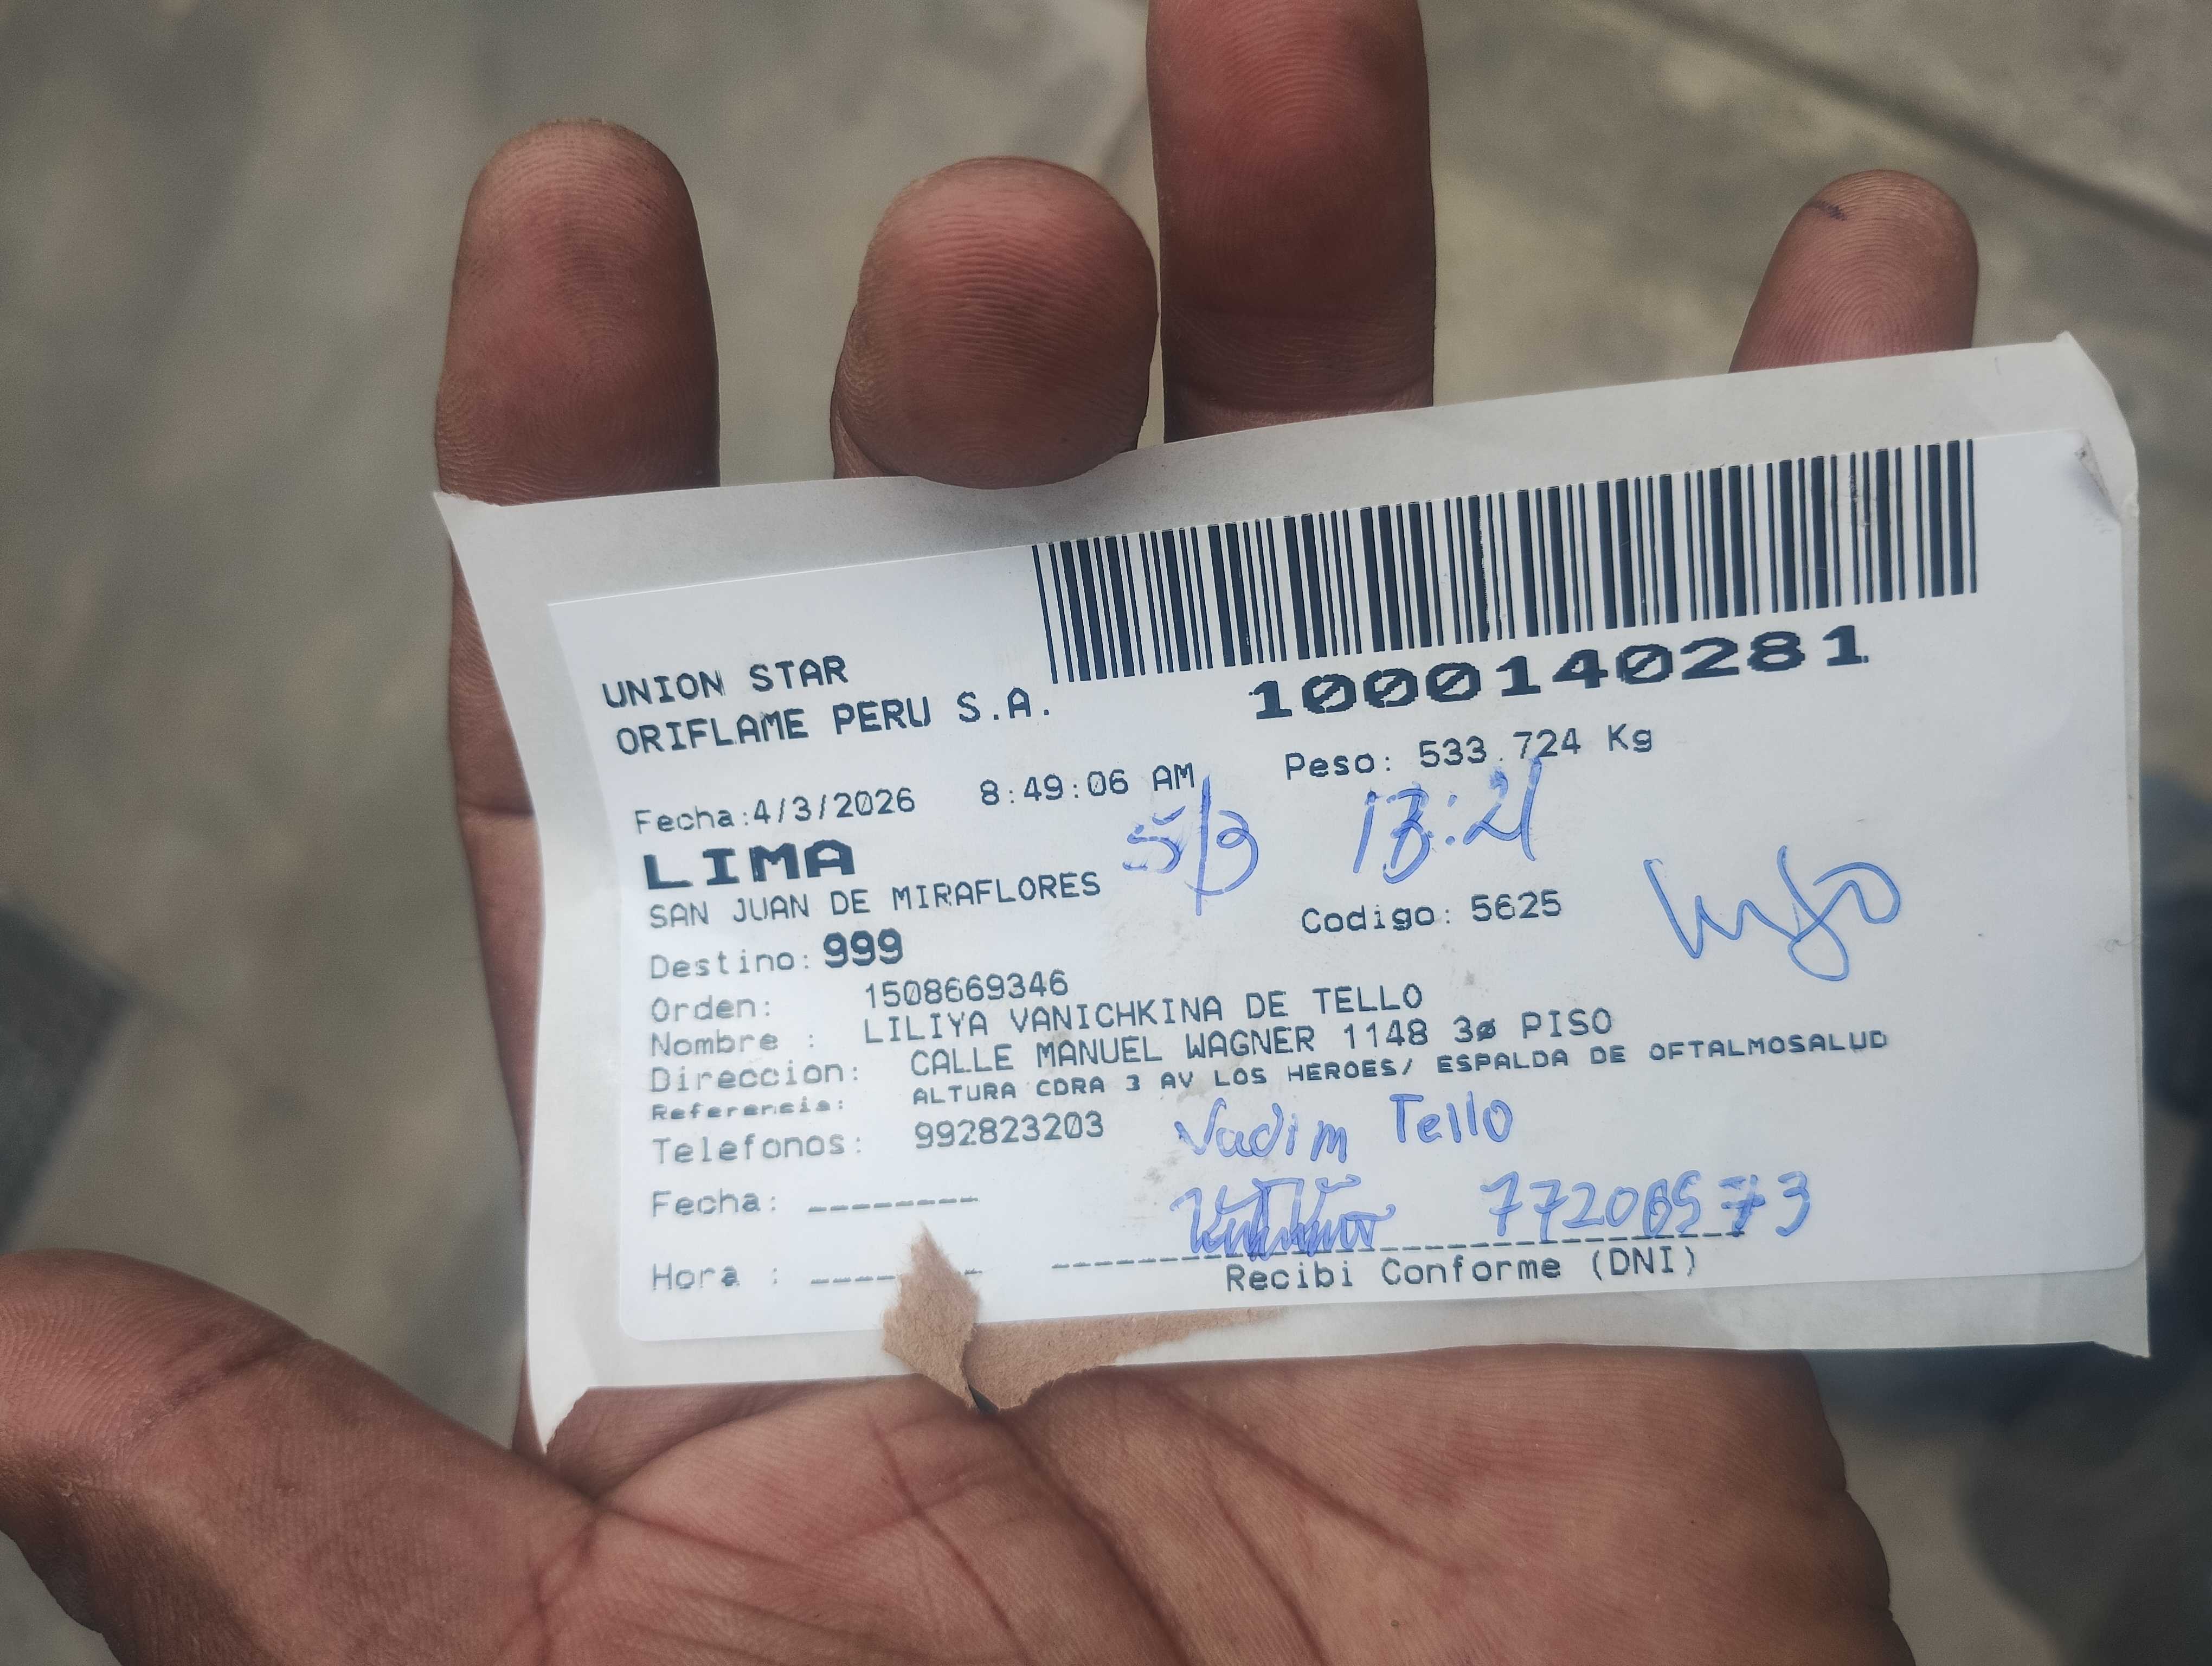 1000140281
UNION STAR
ORIFLAME PERU S.A.
Peso: 533.724 Kg
Fecha:4/3/2026 8:49:06 AM
5/3 13:21
LIMA
SAN JUAN DE MIRAFLORES
Codigo: 5625
Destino: 999
Orden: 1508669346
Nombre : LILIYA VANICHKINA DE TELLO
Direccion: CALLE MANUEL WAGNER 1148 3ø PISO
Referencia: ALTURA CDRA 3 AV LOS HEROES/ ESPALDA DE OFTALMOSALUD
Telefonos: 992823203
Vadim Tello
Fecha: --------
Hora : --------
Recibi Conforme (DNI)